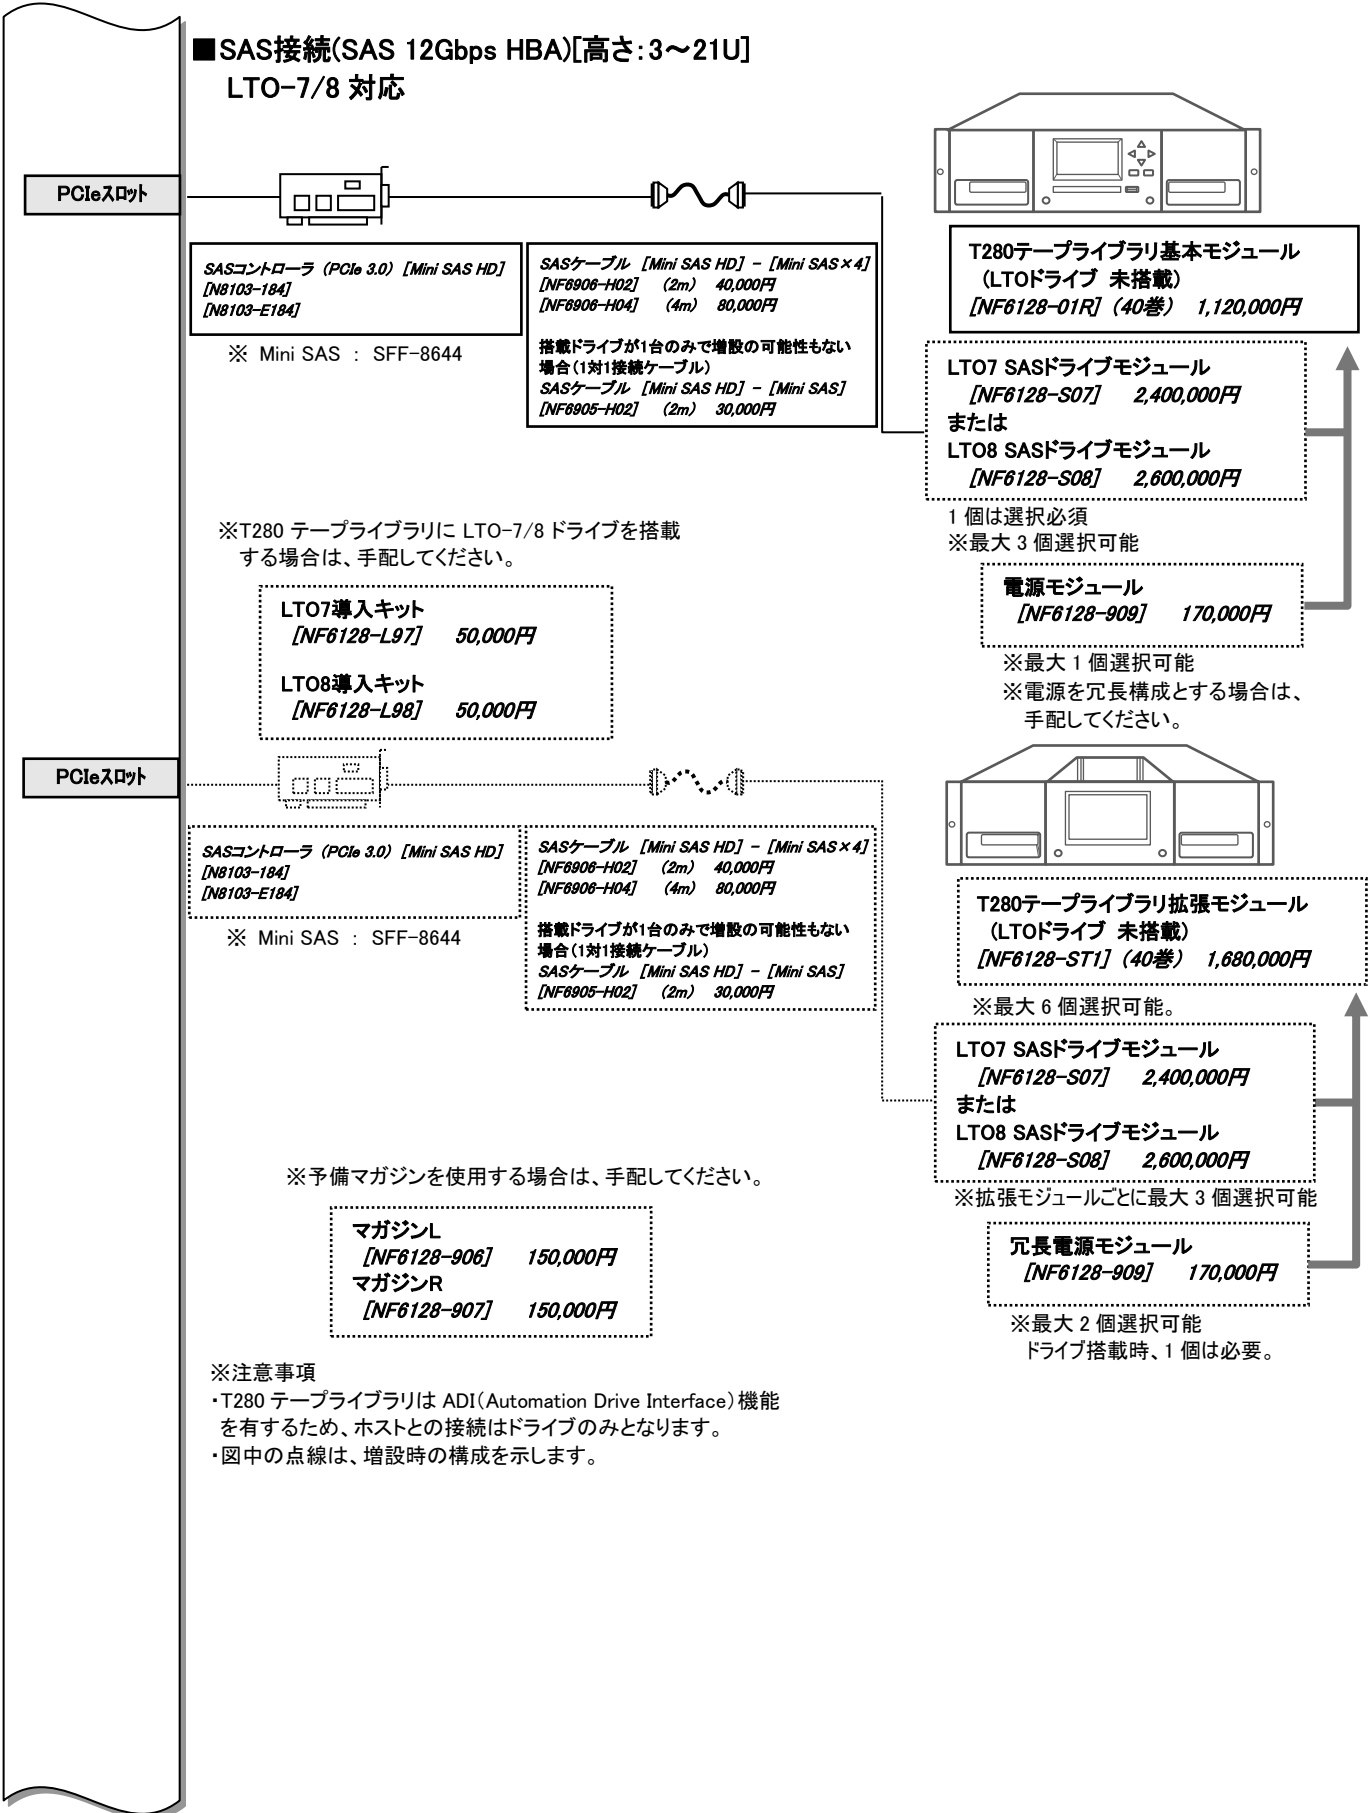 ■SAS接続(SAS 12Gbps HBA)[高さ:3～21U]
LTO-7/8 対応
PCIeスロット
SASコントローラ (PCIe 3.0) [Mini SAS HD]
[N8103-184]
[N8103-E184]
※ Mini SAS : SFF-8644
SASケーブル [Mini SAS HD] - [Mini SAS×4]
[NF6906-H02] (2m) 40,000円
[NF6906-H04] (4m) 80,000円
搭載ドライブが1台のみで増設の可能性もない
場合(1対1接続ケーブル)
SASケーブル [Mini SAS HD] - [Mini SAS]
[NF6905-H02] (2m) 30,000円
T280テープライブラリ基本モジュール
(LTOドライブ 未搭載)
[NF6128-01R] (40巻) 1,120,000円
LTO7 SASドライブモジュール
[NF6128-S07] 2,400,000円
または
LTO8 SASドライブモジュール
[NF6128-S08] 2,600,000円
1 個は選択必須
※最大 3 個選択可能
電源モジュール
[NF6128-909] 170,000円
※最大 1 個選択可能
※電源を冗長構成とする場合は、
手配してください。
※T280 テープライブラリに LTO-7/8 ドライブを搭載
する場合は、手配してください。
LTO7導入キット
[NF6128-L97] 50,000円
LTO8導入キット
[NF6128-L98] 50,000円
PCIeスロット
SASコントローラ (PCIe 3.0) [Mini SAS HD]
[N8103-184]
[N8103-E184]
※ Mini SAS : SFF-8644
SASケーブル [Mini SAS HD] - [Mini SAS×4]
[NF6906-H02] (2m) 40,000円
[NF6906-H04] (4m) 80,000円
搭載ドライブが1台のみで増設の可能性もない
場合(1対1接続ケーブル)
SASケーブル [Mini SAS HD] - [Mini SAS]
[NF6905-H02] (2m) 30,000円
T280テープライブラリ拡張モジュール
(LTOドライブ 未搭載)
[NF6128-ST1] (40巻) 1,680,000円
※最大 6 個選択可能。
LTO7 SASドライブモジュール
[NF6128-S07] 2,400,000円
または
LTO8 SASドライブモジュール
[NF6128-S08] 2,600,000円
※拡張モジュールごとに最大 3 個選択可能
冗長電源モジュール
[NF6128-909] 170,000円
※最大 2 個選択可能
ドライブ搭載時、1 個は必要。
※予備マガジンを使用する場合は、手配してください。
マガジンL
[NF6128-906] 150,000円
マガジンR
[NF6128-907] 150,000円
※注意事項
・T280 テープライブラリは ADI(Automation Drive Interface)機能
を有するため、ホストとの接続はドライブのみとなります。
・図中の点線は、増設時の構成を示します。